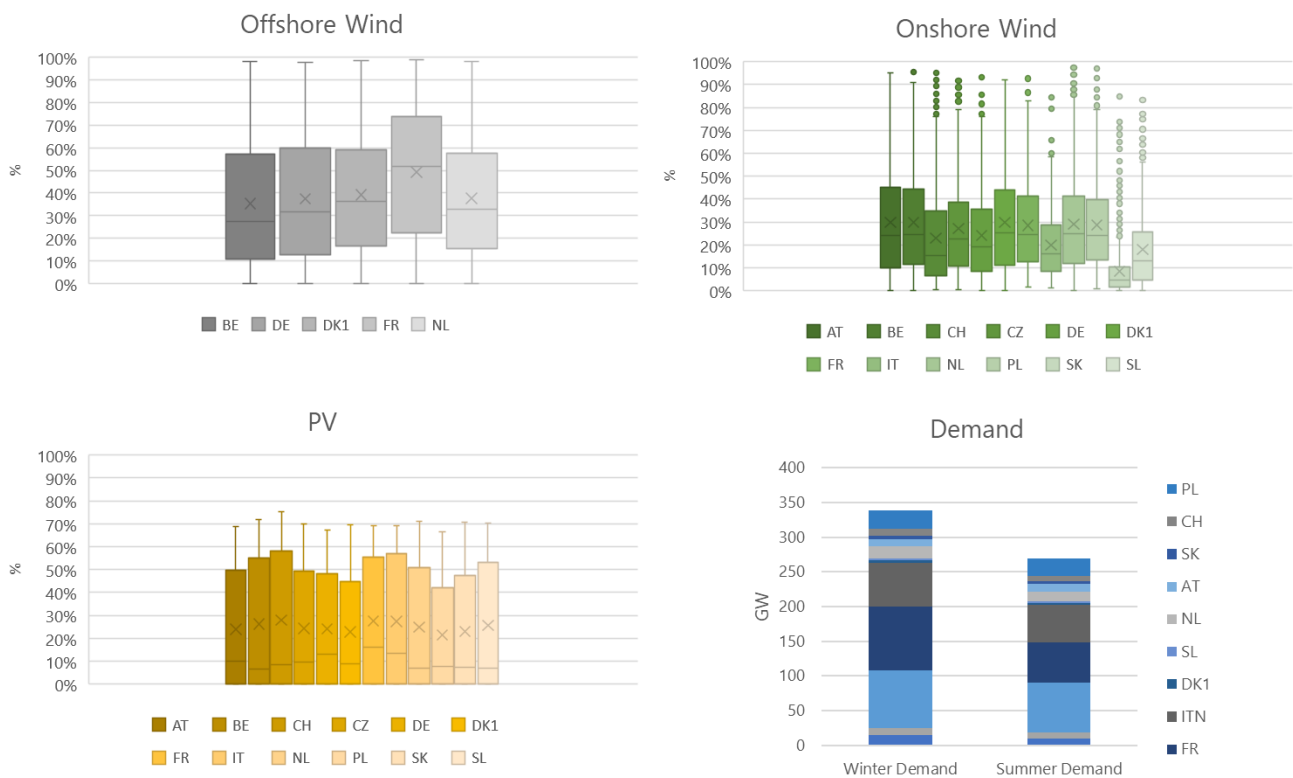 Offshore Wind
100%
90%
80%
70%
60%
50%
40%
30%
20%
10%
0%
%
BE DE DK1 FR NL
Onshore Wind
100%
90%
80%
70%
60%
50%
40%
30%
20%
10%
0%
%
AT BE CH CZ DE DK1
FR IT NL PL SK SL
PV
100%
90%
80%
70%
60%
50%
40%
30%
20%
10%
0%
%
AT BE CH CZ DE DK1
FR IT NL PL SK SL
Demand
400
350
300
250
200
150
100
50
0
GW
Winter Demand Summer Demand
PL
CH
SK
AT
NL
SL
DK1
ITN
FR